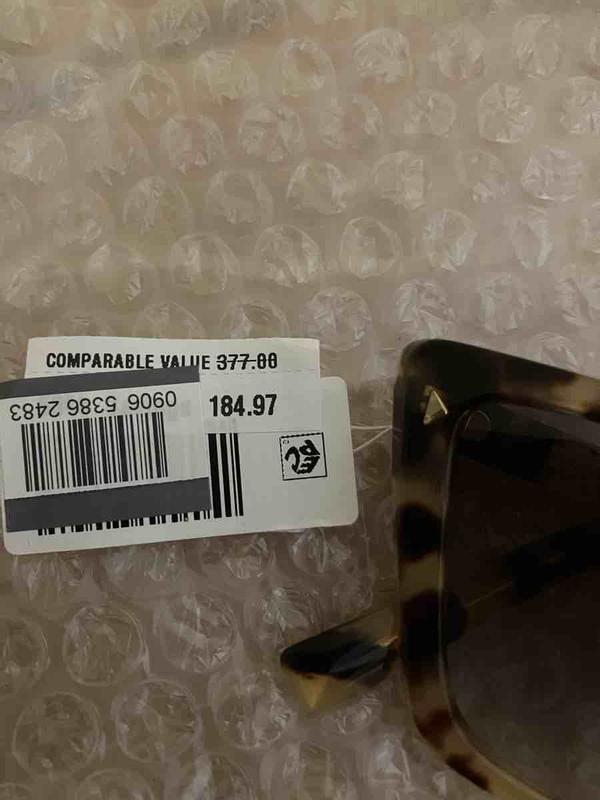 COMPARABLE VALUE 377.00
184.97
0906 5386 2483